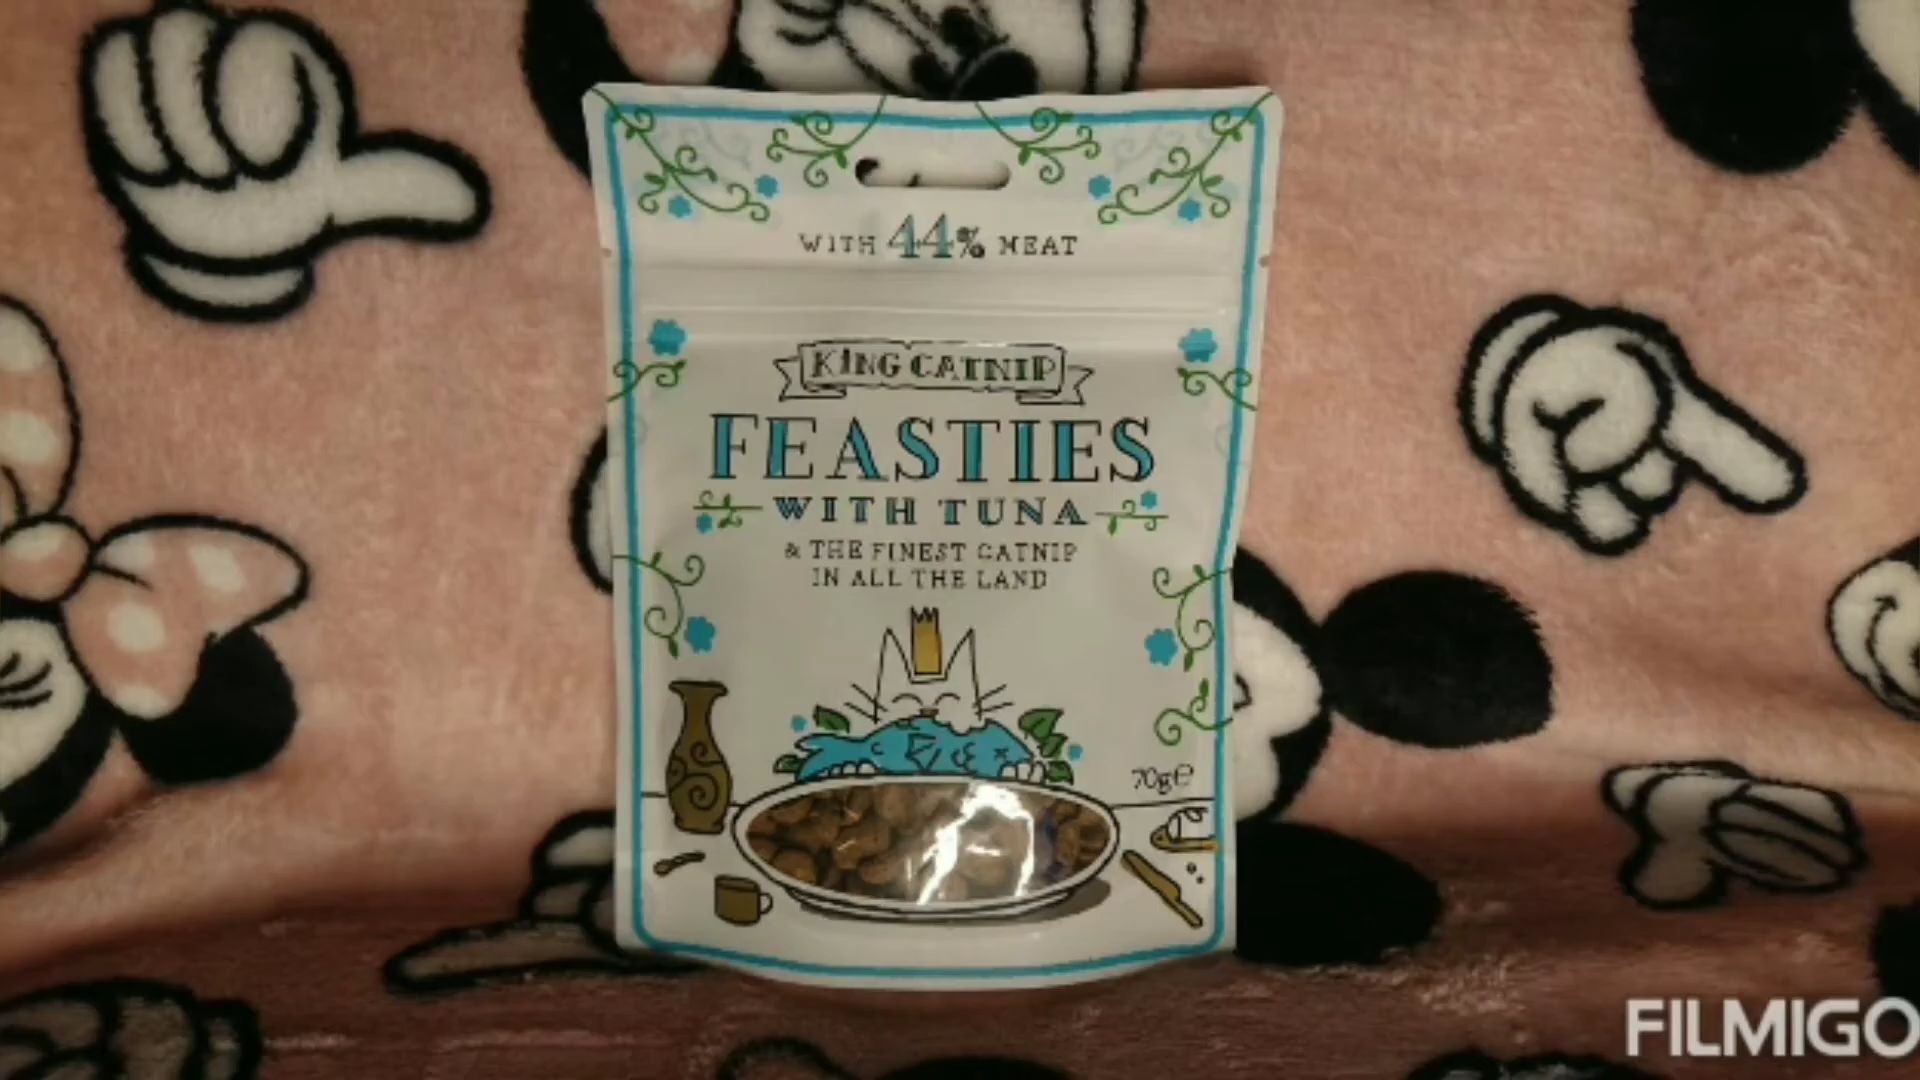 WITH 44% MEAT
KING CATNIP
FEASTIES
WITH TUNA
& THE FINEST CATNIP
IN ALL THE LAND
70g℮
FILMIGO